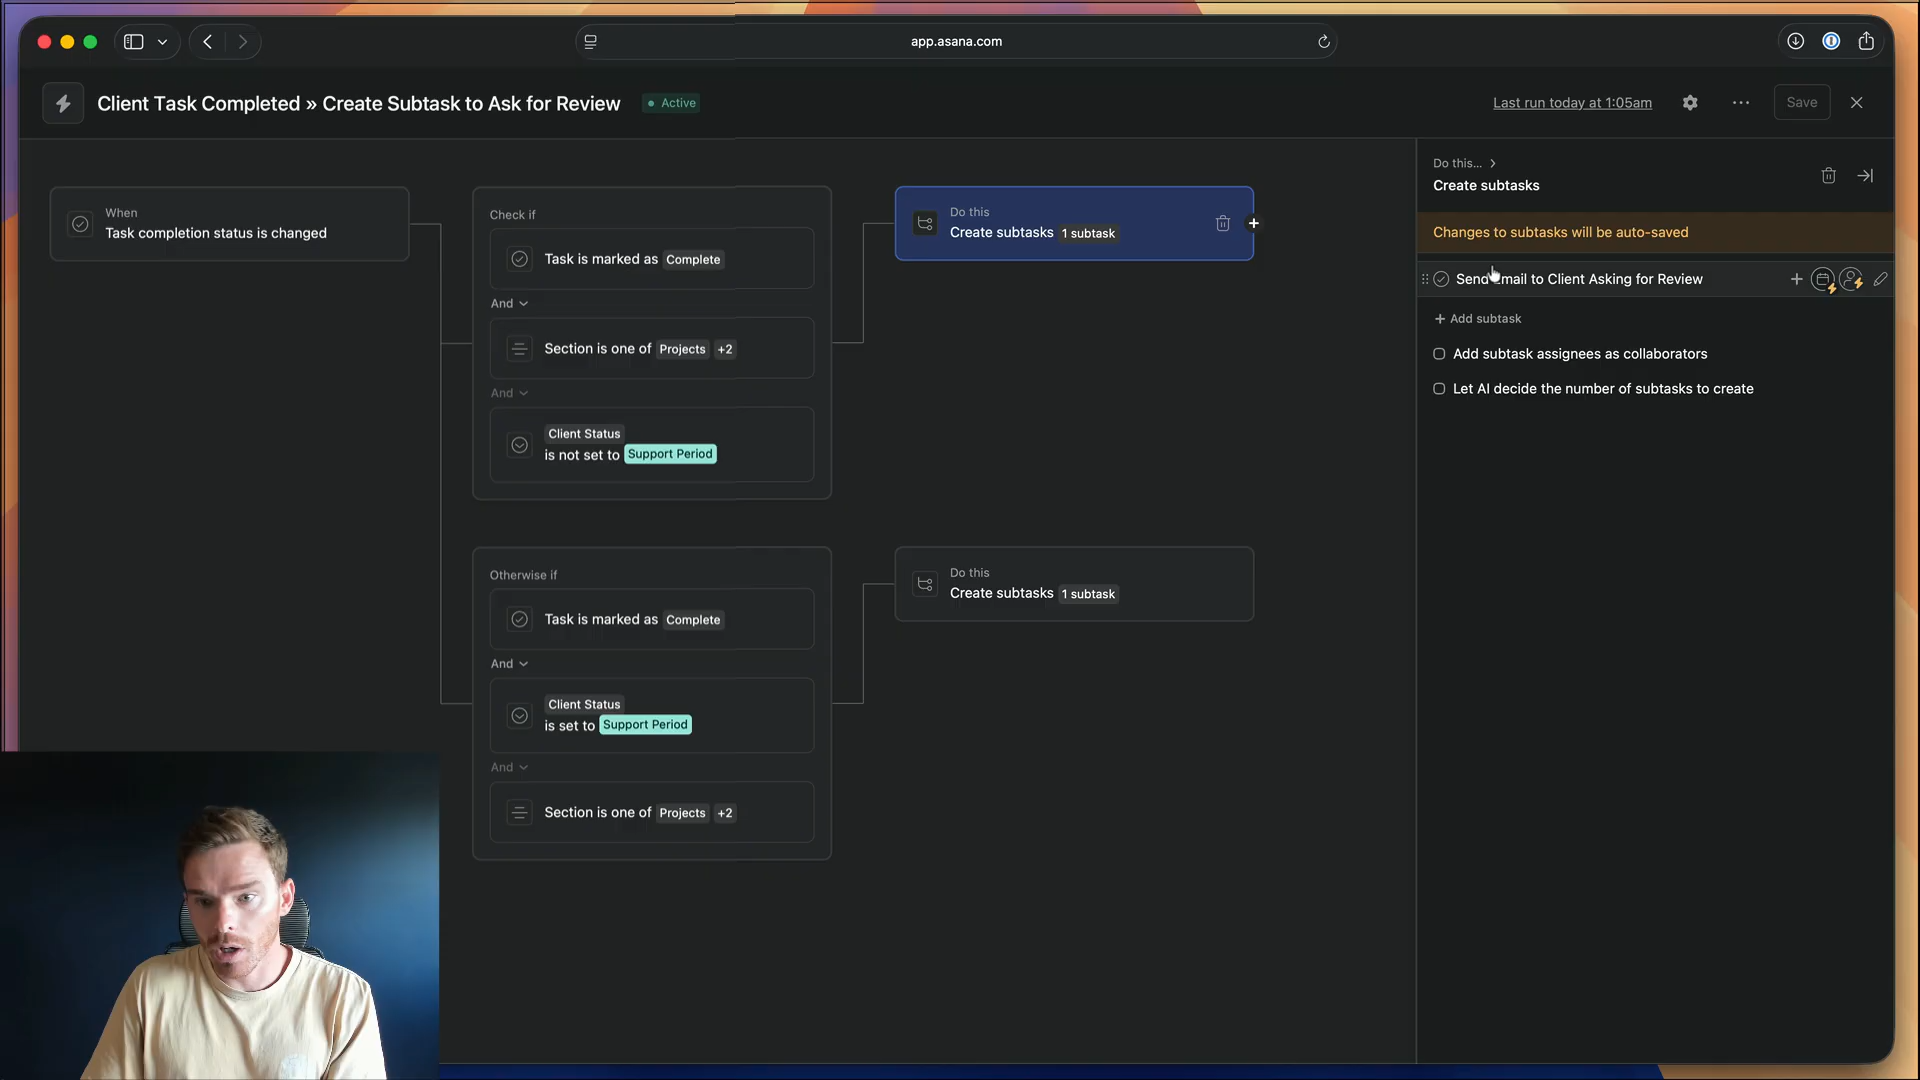 app.asana.com
Client Task Completed » Create Subtask to Ask for Review
Active
Last run today at 1:05am
Save
When
Task completion status is changed
Check if
Task is marked as Complete
And
Section is one of Projects +2
And
Client Status
is not set to Support Period
Do this
Create subtasks 1 subtask
Otherwise if
Task is marked as Complete
And
Client Status
is set to Support Period
And
Section is one of Projects +2
Do this
Create subtasks 1 subtask
Do this...
Create subtasks
Changes to subtasks will be auto-saved
Send Email to Client Asking for Review
Add subtask
Add subtask assignees as collaborators
Let AI decide the number of subtasks to create